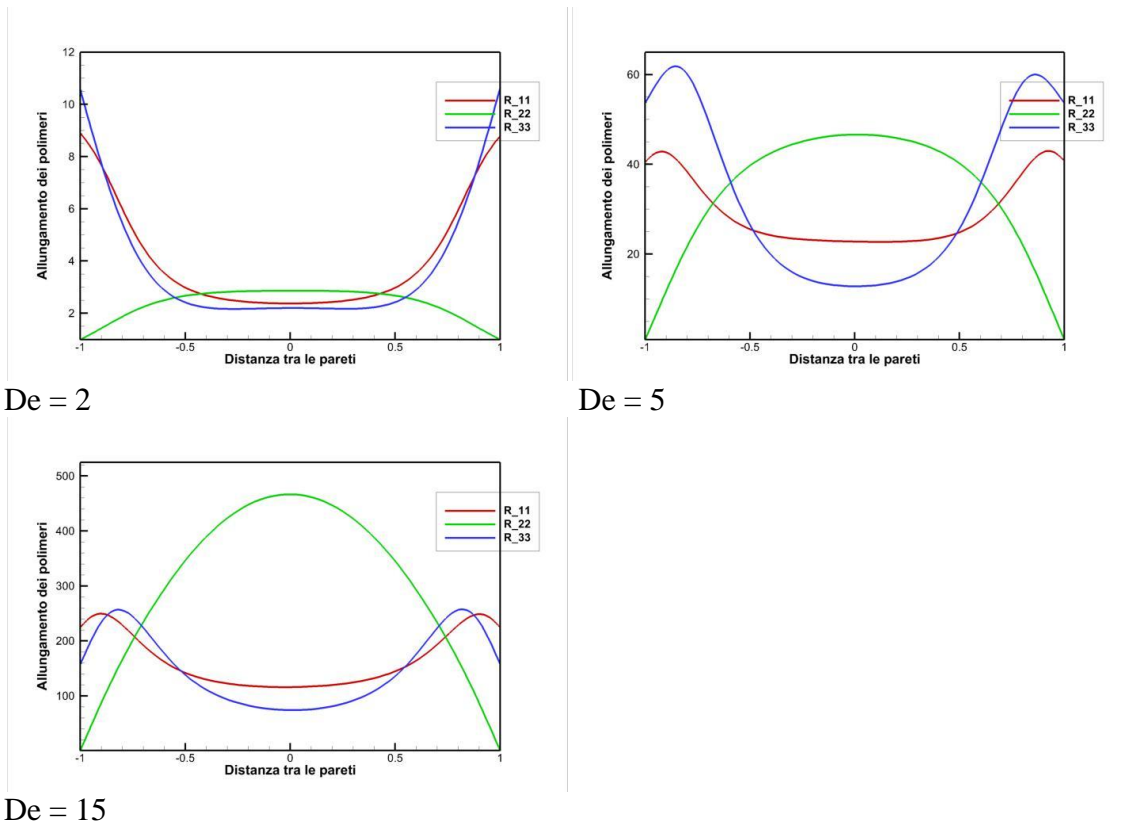 12
10
8
6
4
2
-1
-0.5
0
0.5
1
Allungamento dei polimeri
Distanza tra le pareti
R_11
R_22
R_33
60
40
20
-1
-0.5
0
0.5
1
Allungamento dei polimeri
Distanza tra le pareti
R_11
R_22
R_33
De = 2
De = 5
500
400
300
200
100
-1
-0.5
0
0.5
1
Allungamento dei polimeri
Distanza tra le pareti
R_11
R_22
R_33
De = 15